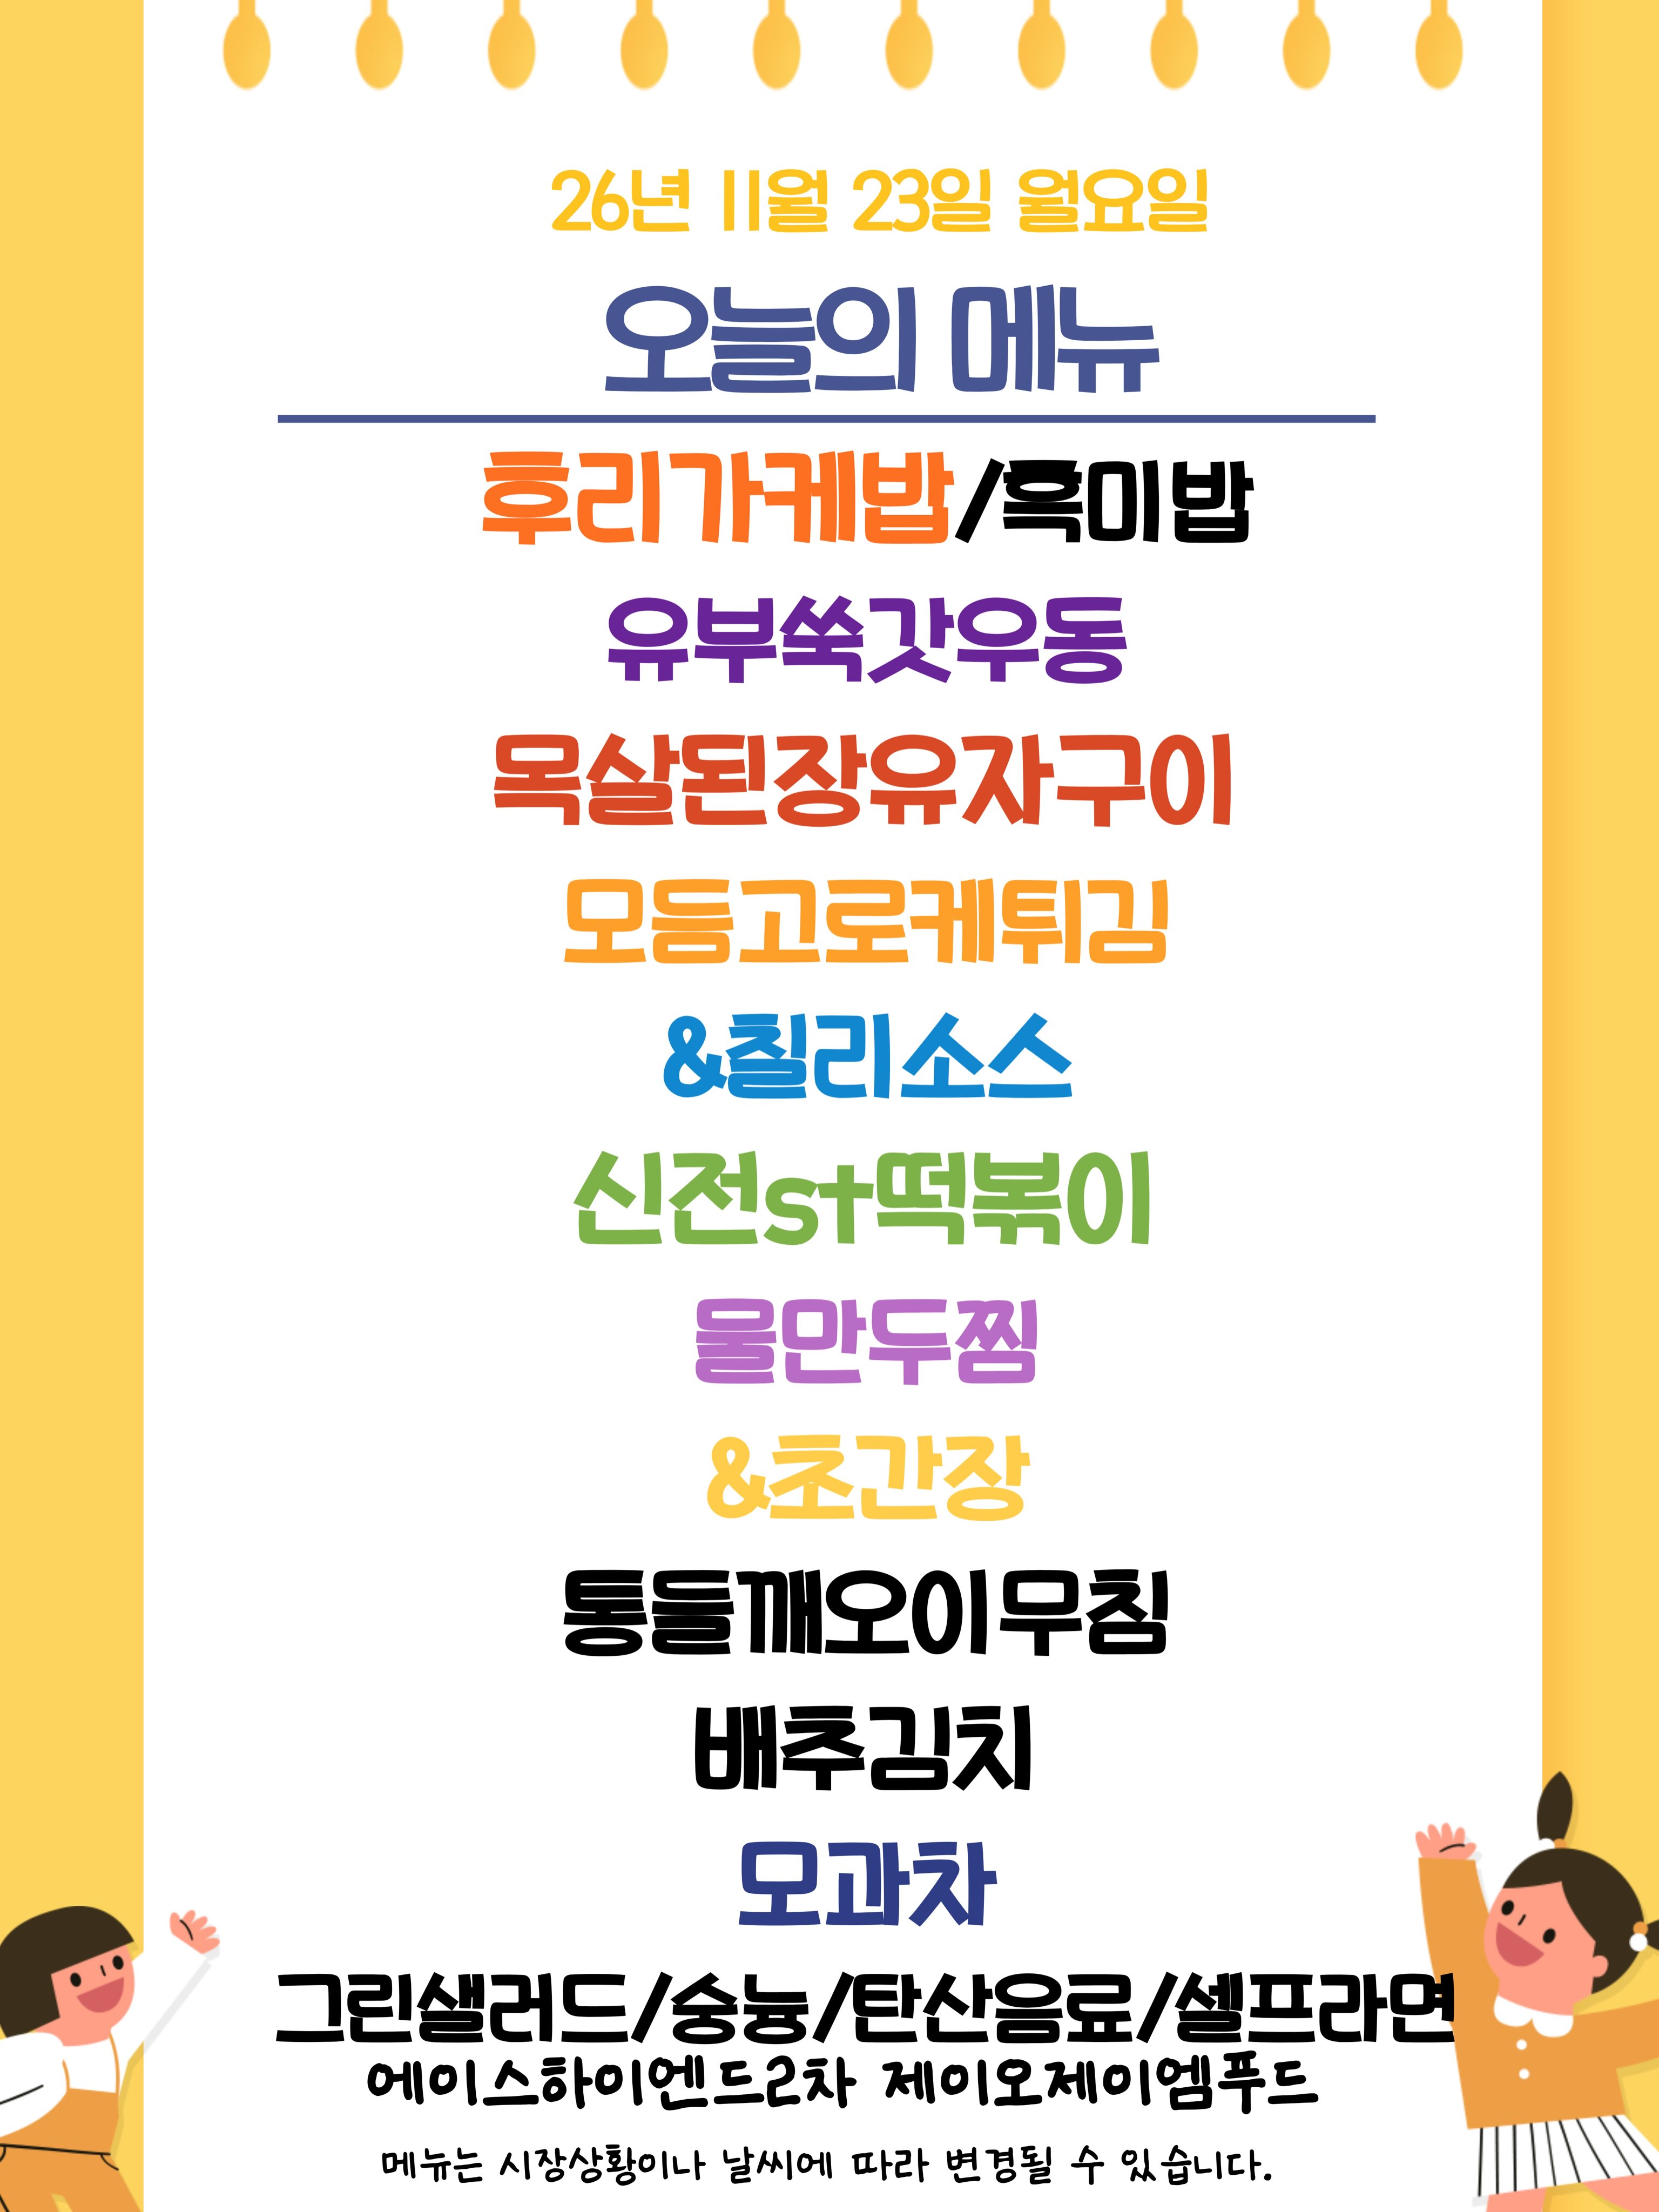 26년 11월 23일 월요일
오늘의 메뉴
후리가케밥/흑미밥
유부쑥갓우동
목살된장유자구이
모듬고로케튀김
&칠리소스
신전st떡볶이
물만두찜
&초간장
통들깨오이무침
배추김치
모과차
그린샐러드/숭늉/탄산음료/셀프라면
에이스하이엔드2차 제이오제이엠푸드
메뉴는 시장상황이나 날씨에 따라 변경될 수 있습니다.